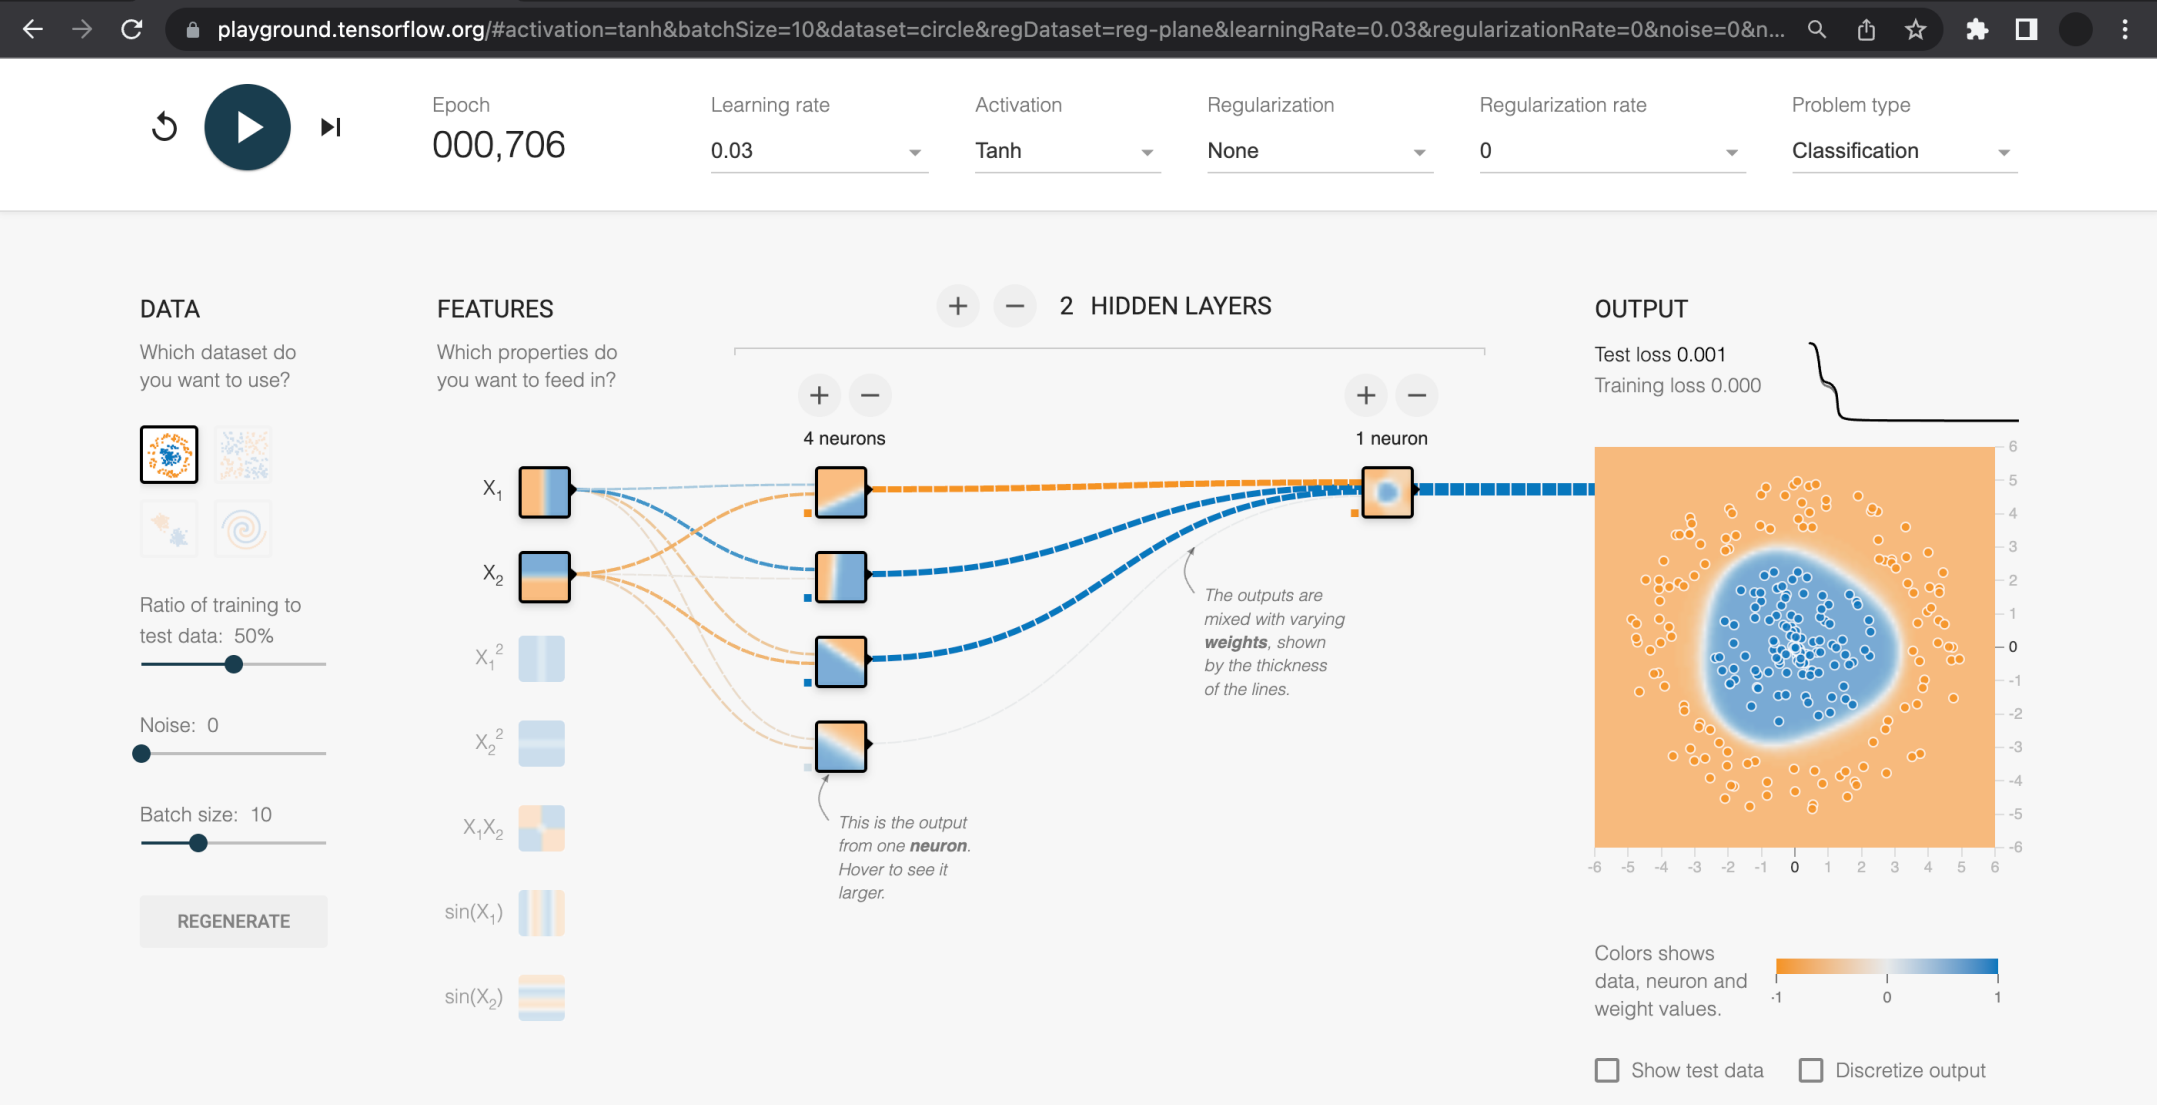 playground.tensorflow.org/#activation=tanh&batchSize=10&dataset=circle&regDataset=reg-plane&learningRate=0.03&regularizationRate=0&noise=0&n...
Epoch
000,706
Learning rate
0.03
Activation
Tanh
Regularization
None
Regularization rate
0
Problem type
Classification
DATA
Which dataset do
you want to use?
Ratio of training to
test data: 50%
Noise: 0
Batch size: 10
REGENERATE
FEATURES
Which properties do
you want to feed in?
X1
X2
X1²
X2²
X1X2
sin(X1)
sin(X2)
+ − 2 HIDDEN LAYERS
+ −
4 neurons
+ −
1 neuron
The outputs are
mixed with varying
weights, shown
by the thickness
of the lines.
This is the output
from one neuron.
Hover to see it
larger.
OUTPUT
Test loss 0.001
Training loss 0.000
6
5
4
3
2
1
0
-1
-2
-3
-4
-5
-6
-6 -5 -4 -3 -2 -1 0 1 2 3 4 5 6
Colors shows
data, neuron and
weight values.
-1 0 1
Show test data
Discretize output